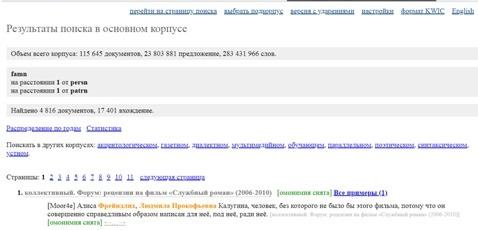 перейти на страницу поиска выбрать подкорпус версия с ударениями настройки формат KWIC English
Результаты поиска в основном корпусе
Объем всего корпуса: 115 645 документов, 23 803 881 предложение, 283 431 966 слов.
famn
на расстоянии 1 от persn
на расстоянии 1 от patrn
Найдено 4 816 документов, 17 401 вхождение.
Распределение по годам Статистика
Поискать в других корпусах: акцентологическом, газетном, диалектном, мультимедийном, обучающем, параллельном, поэтическом, синтаксическом,
устном.
Страницы: 1 2 3 4 5 6 7 8 9 10 11 следующая страница
1. коллективный. Форум: рецензии на фильм «Служебный роман» (2006-2010) [омонимия снята] Все примеры (1)
[Moor4e] Алиса Фрейндлих, Людмила Прокофьевна Калугина, человек, без которого не было бы этого фильма, потому что он
совершенно справедливым образом написан для неё, под неё, ради неё. [коллективный. Форум: рецензии на фильм «Служебный роман» (2006-2010)]
[омонимия снята] ←…→